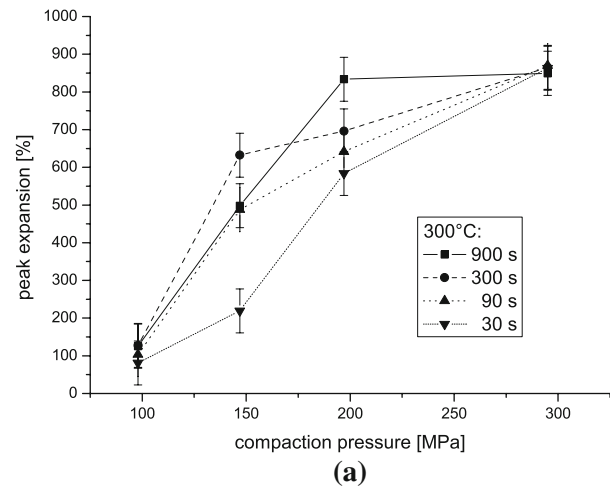 1000
900
800
700
600
500
400
300
200
100
0
peak expansion [%]
300°C:
900 s
300 s
90 s
30 s
100 150 200 250 300
compaction pressure [MPa]
(a)